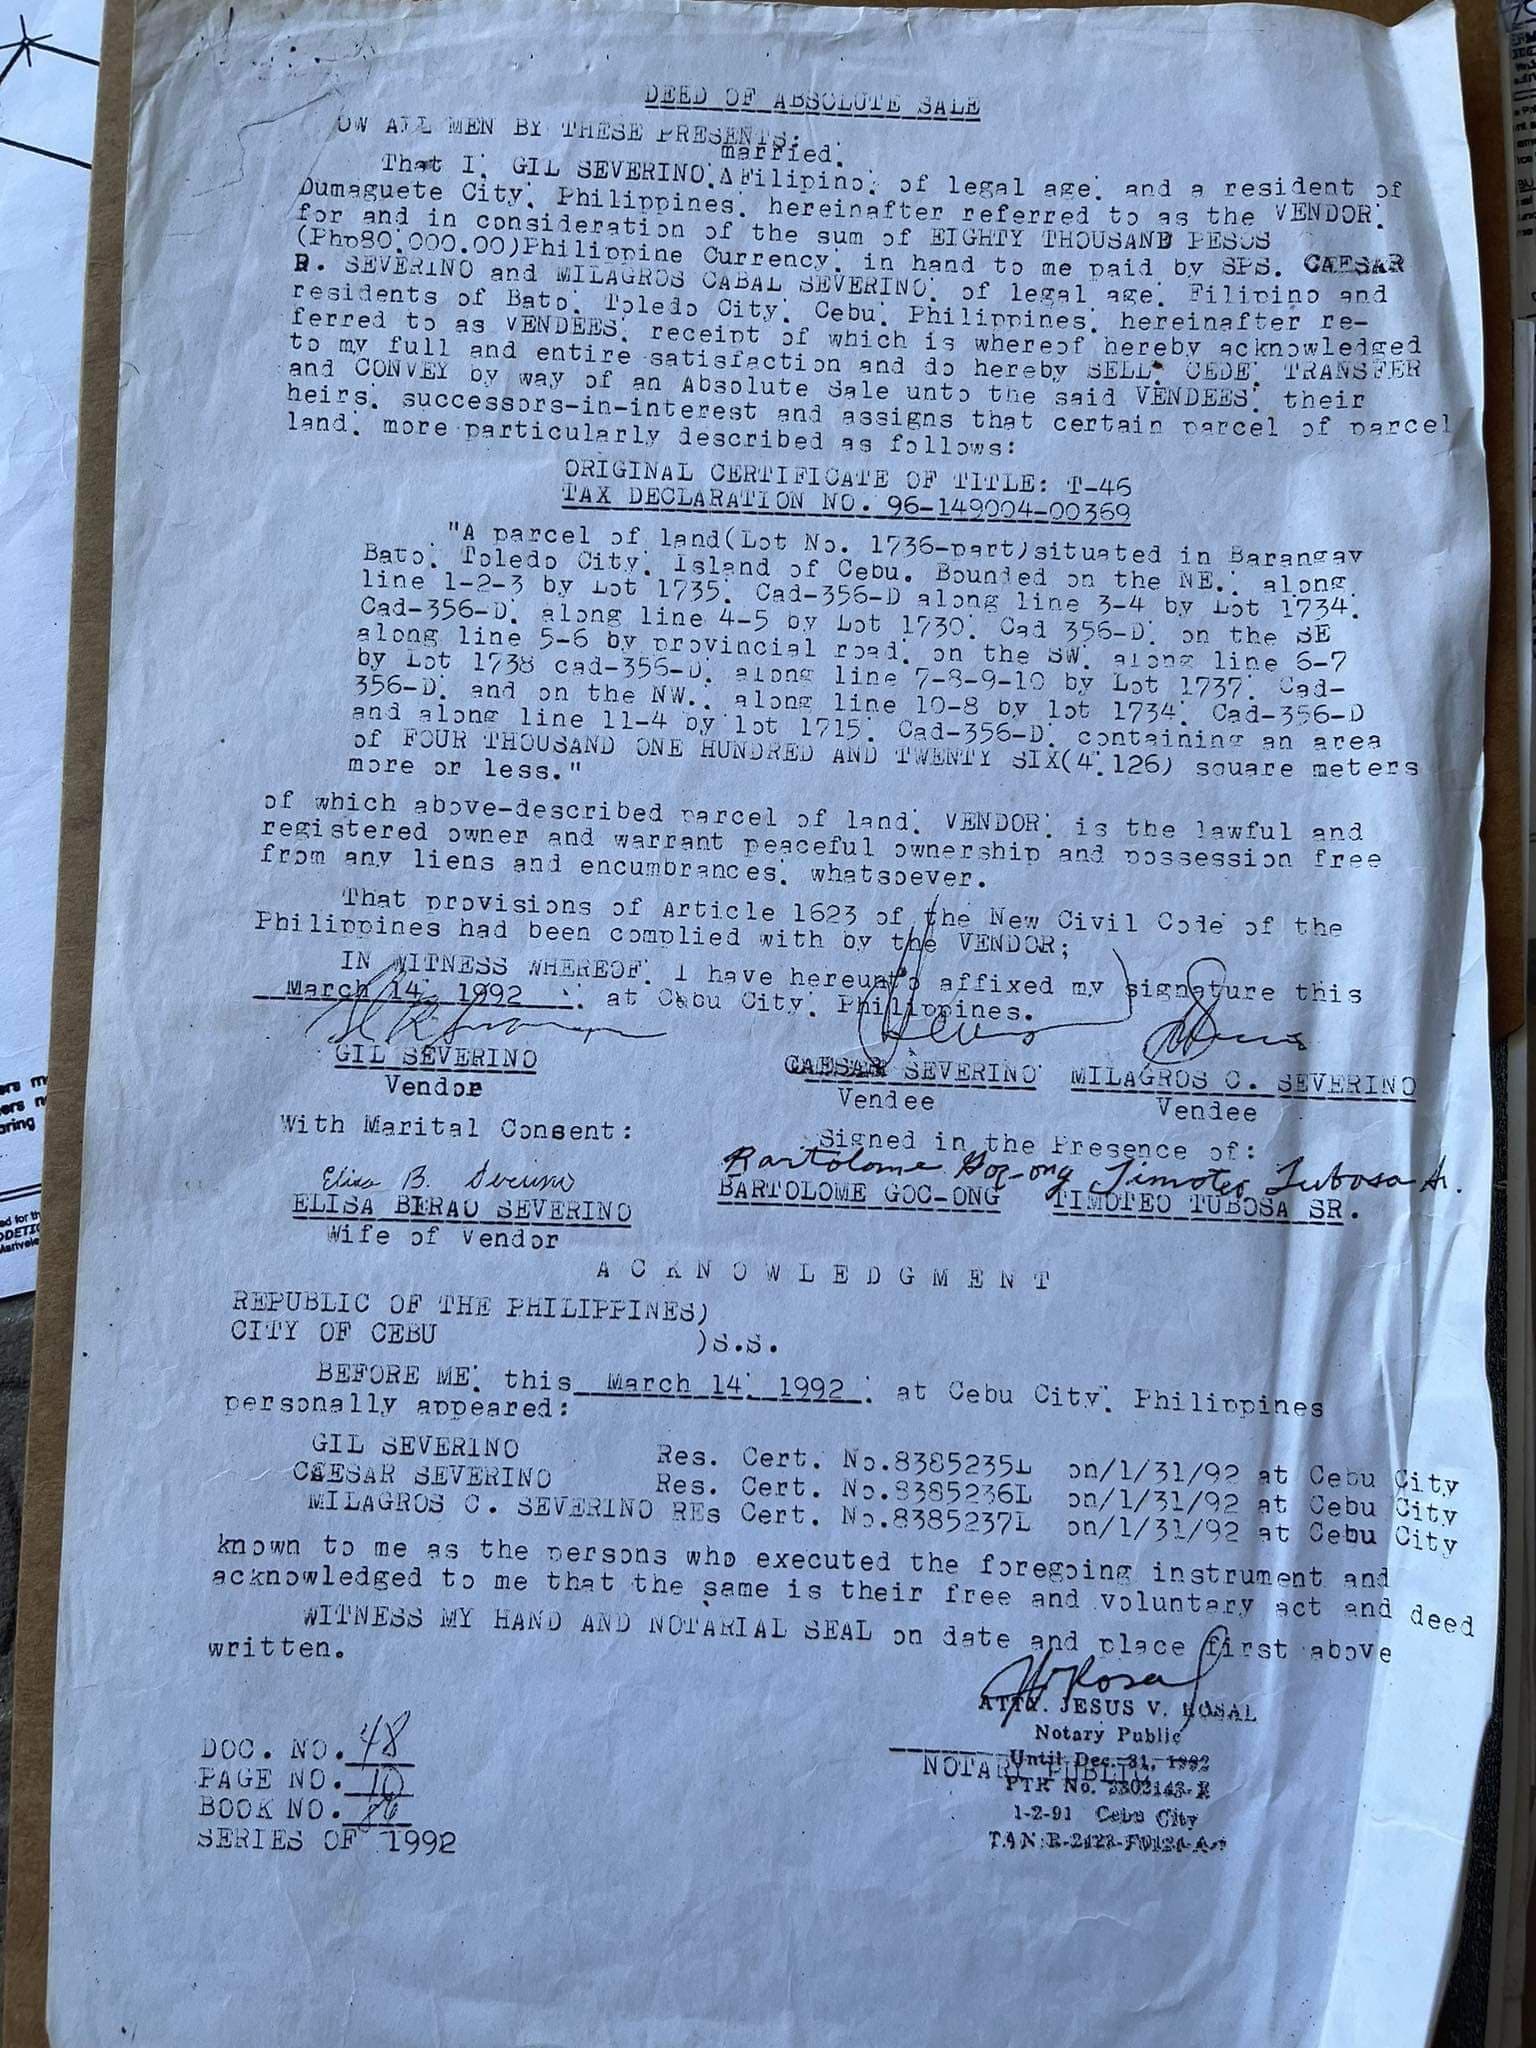 DEED OF ABSOLUTE SALE
OW ALL MEN BY THESE PRESENTS:
married.
That I. GIL SEVERINO. Filipino. of legal age. and a resident of
Dumaguete City. Philippines. hereinafter referred to as the VENDOR.
for and in consideration of the sum of EIGHTY THOUSAND PESOS
(Php80.000.00)Philippine Currency. in hand to me paid by SPS. CAESAR
R. SEVERINO and MILAGROS CABAL SEVERINO. of legal age. Filipino and
residents of Bato. Toledo City. Cebu. Philippines. hereinafter re-
ferred to as VENDEES. receipt of which is whereof hereby acknowledged
to my full and entire satisfaction and do hereby SELL. CEDE. TRANSFER
and CONVEY by way of an Absolute Sale unto the said VENDEES. their
heirs. successors-in-interest and assigns that certain parcel of parcel
land. more particularly described as follows:
ORIGINAL CERTIFICATE OF TITLE: T-46
TAX DECLARATION NO. 96-149004-00369
"A parcel of land(Lot No. 1736-part)situated in Barangay
Bato. Toledo City. Island of Cebu. Bounded on the NE.. along
line 1-2-3 by Lot 1735. Cad-356-D along line 3-4 by Lot 1734.
Cad-356-D. along line 4-5 by Lot 1730. Cad 356-D. on the SE
along line 5-6 by provincial road. on the SW. along line 6-7
by Lot 1738 cad-356-D. along line 7-8-9-10 by Lot 1737. Cad-
356-D. and on the NW.. along line 10-8 by lot 1734. Cad-356-D
and along line 11-4 by lot 1715. Cad-356-D. containing an area
of FOUR THOUSAND ONE HUNDRED AND TWENTY SIX(4.126) square meters
more or less."
of which above-described parcel of land. VENDOR. is the lawful and
registered owner and warrant peaceful ownership and possession free
from any liens and encumbrances. whatsoever.
That provisions of Article 1623 of the New Civil Code of the
Philippines had been complied with by the VENDOR;
IN WITNESS WHEREOF. I have hereunto affixed my signature this
March 14. 1992 . at Cebu City. Philippines.
GIL SEVERINO
CAESAR SEVERINO MILAGROS C. SEVERINO
Vendor
Vendee Vendee
With Marital Consent:
Signed in the Presence of:
Elisa B. Severino
Bartolome Goc-ong Timoteo Tubosa Sr.
ELISA BIRAO SEVERINO
BARTOLOME GOC-ONG TIMOTEO TUBOSA SR.
Wife of Vendor
ACKNOWLEDGMENT
REPUBLIC OF THE PHILIPPINES)
CITY OF CEBU )S.S.
BEFORE ME. this March 14. 1992 . at Cebu City. Philippines
personally appeared:
GIL SEVERINO Res. Cert. No.8385235L on/1/31/92 at Cebu City
CAESAR SEVERINO Res. Cert. No.8385236L on/1/31/92 at Cebu City
MILAGROS C. SEVERINO REs Cert. No.8385237L on/1/31/92 at Cebu City
known to me as the persons who executed the foregoing instrument and
acknowledged to me that the same is their free and voluntary act and deed
WITNESS MY HAND AND NOTARIAL SEAL on date and place first above
written.
ATTY. JESUS V. ROSAL
Notary Public
Until Dec. 31, 1992
NOTARY PUBLIC
PTR No.
1-2-91 Cebu City
DOC. NO. 48
PAGE NO. 10
BOOK NO.
SERIES OF 1992